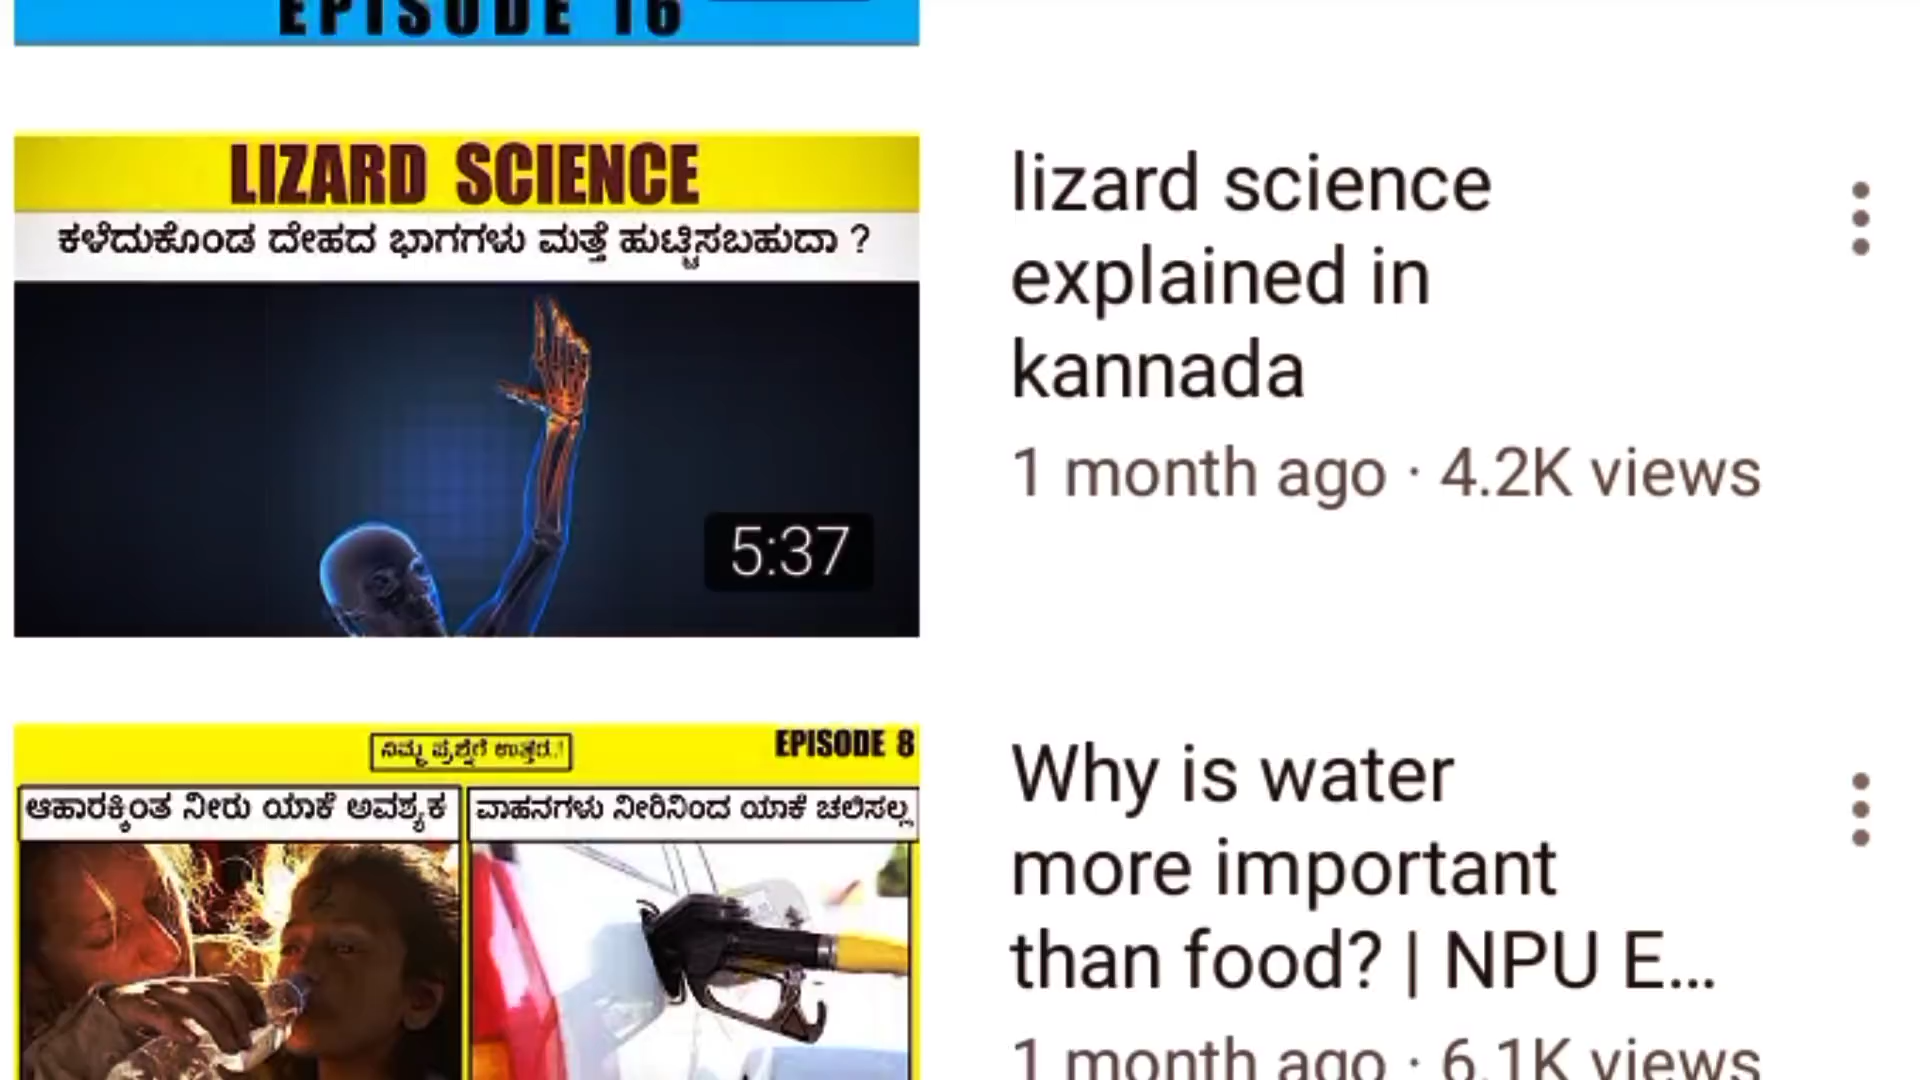 EPISODE 16
LIZARD SCIENCE
ಕಳೆದುಕೊಂಡ ದೇಹದ ಭಾಗಗಳು ಮತ್ತೆ ಹುಟ್ಟಿಸಬಹುದಾ ?
5:37
lizard science
explained in
kannada
1 month ago · 4.2K views
ನಿಮ್ಮ ಪ್ರಶ್ನೆಗೆ ಉತ್ತರ..!
EPISODE 8
ಆಹಾರಕ್ಕಿಂತ ನೀರು ಯಾಕೆ ಅವಶ್ಯಕ
ವಾಹನಗಳು ನೀರಿನಿಂದ ಯಾಕೆ ಚಲಿಸಲ್ಲ
Why is water
more important
than food? | NPU E...
1 month ago · 6.1K views